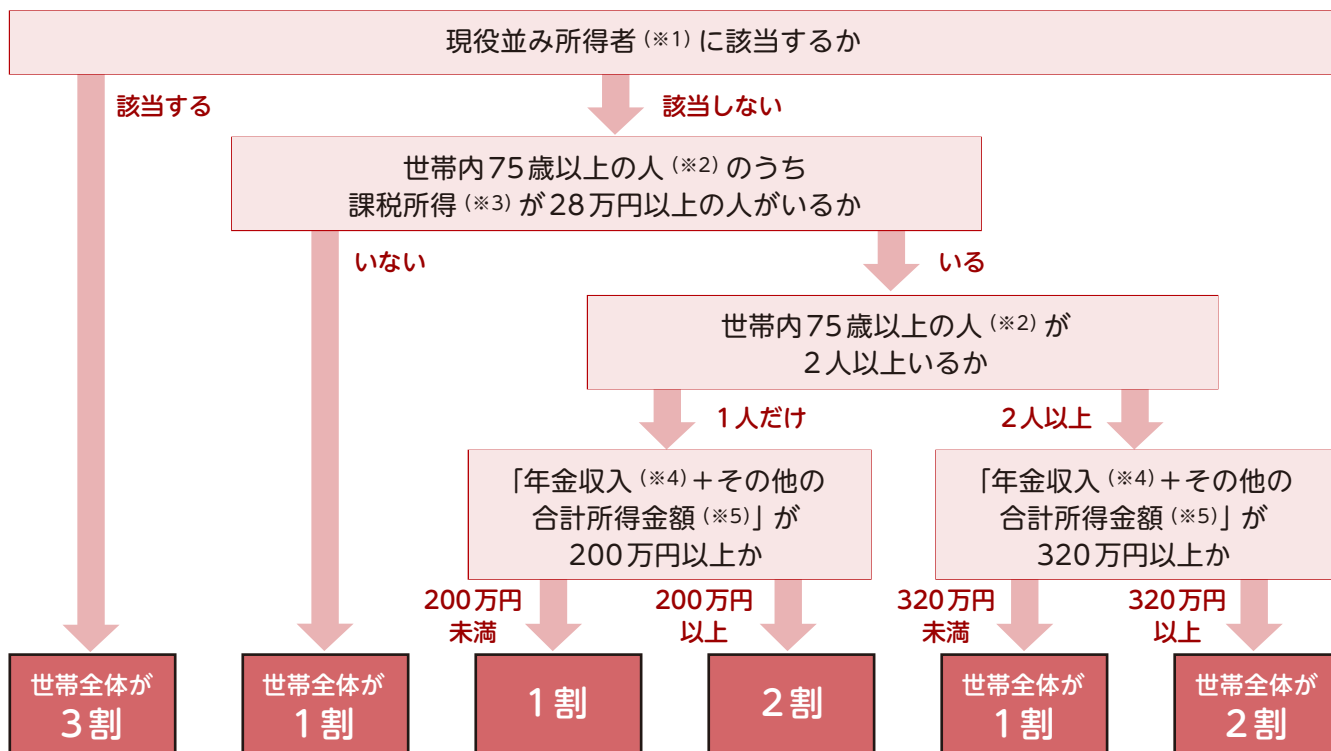 現役並み所得者(※1)に該当するか
該当する
該当しない
世帯内75歳以上の人(※2)のうち
課税所得(※3)が28万円以上の人がいるか
いない
いる
世帯内75歳以上の人(※2)が
2人以上いるか
1人だけ
2人以上
「年金収入(※4)+その他の
合計所得金額(※5)」が
200万円以上か
「年金収入(※4)+その他の
合計所得金額(※5)」が
320万円以上か
200万円
未満
200万円
以上
320万円
未満
320万円
以上
世帯全体が
3割
世帯全体が
1割
1割
2割
世帯全体が
1割
世帯全体が
2割